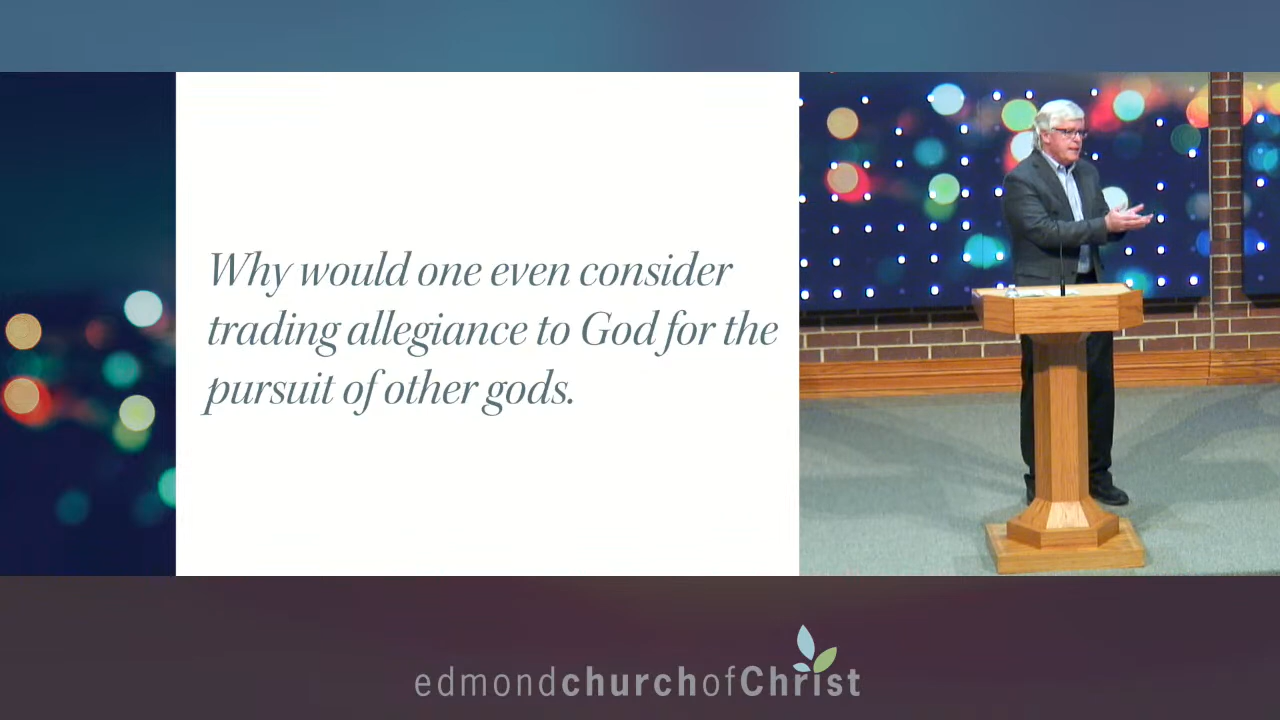 Why would one even consider
trading allegiance to God for the
pursuit of other gods.
edmondchurchofChrist